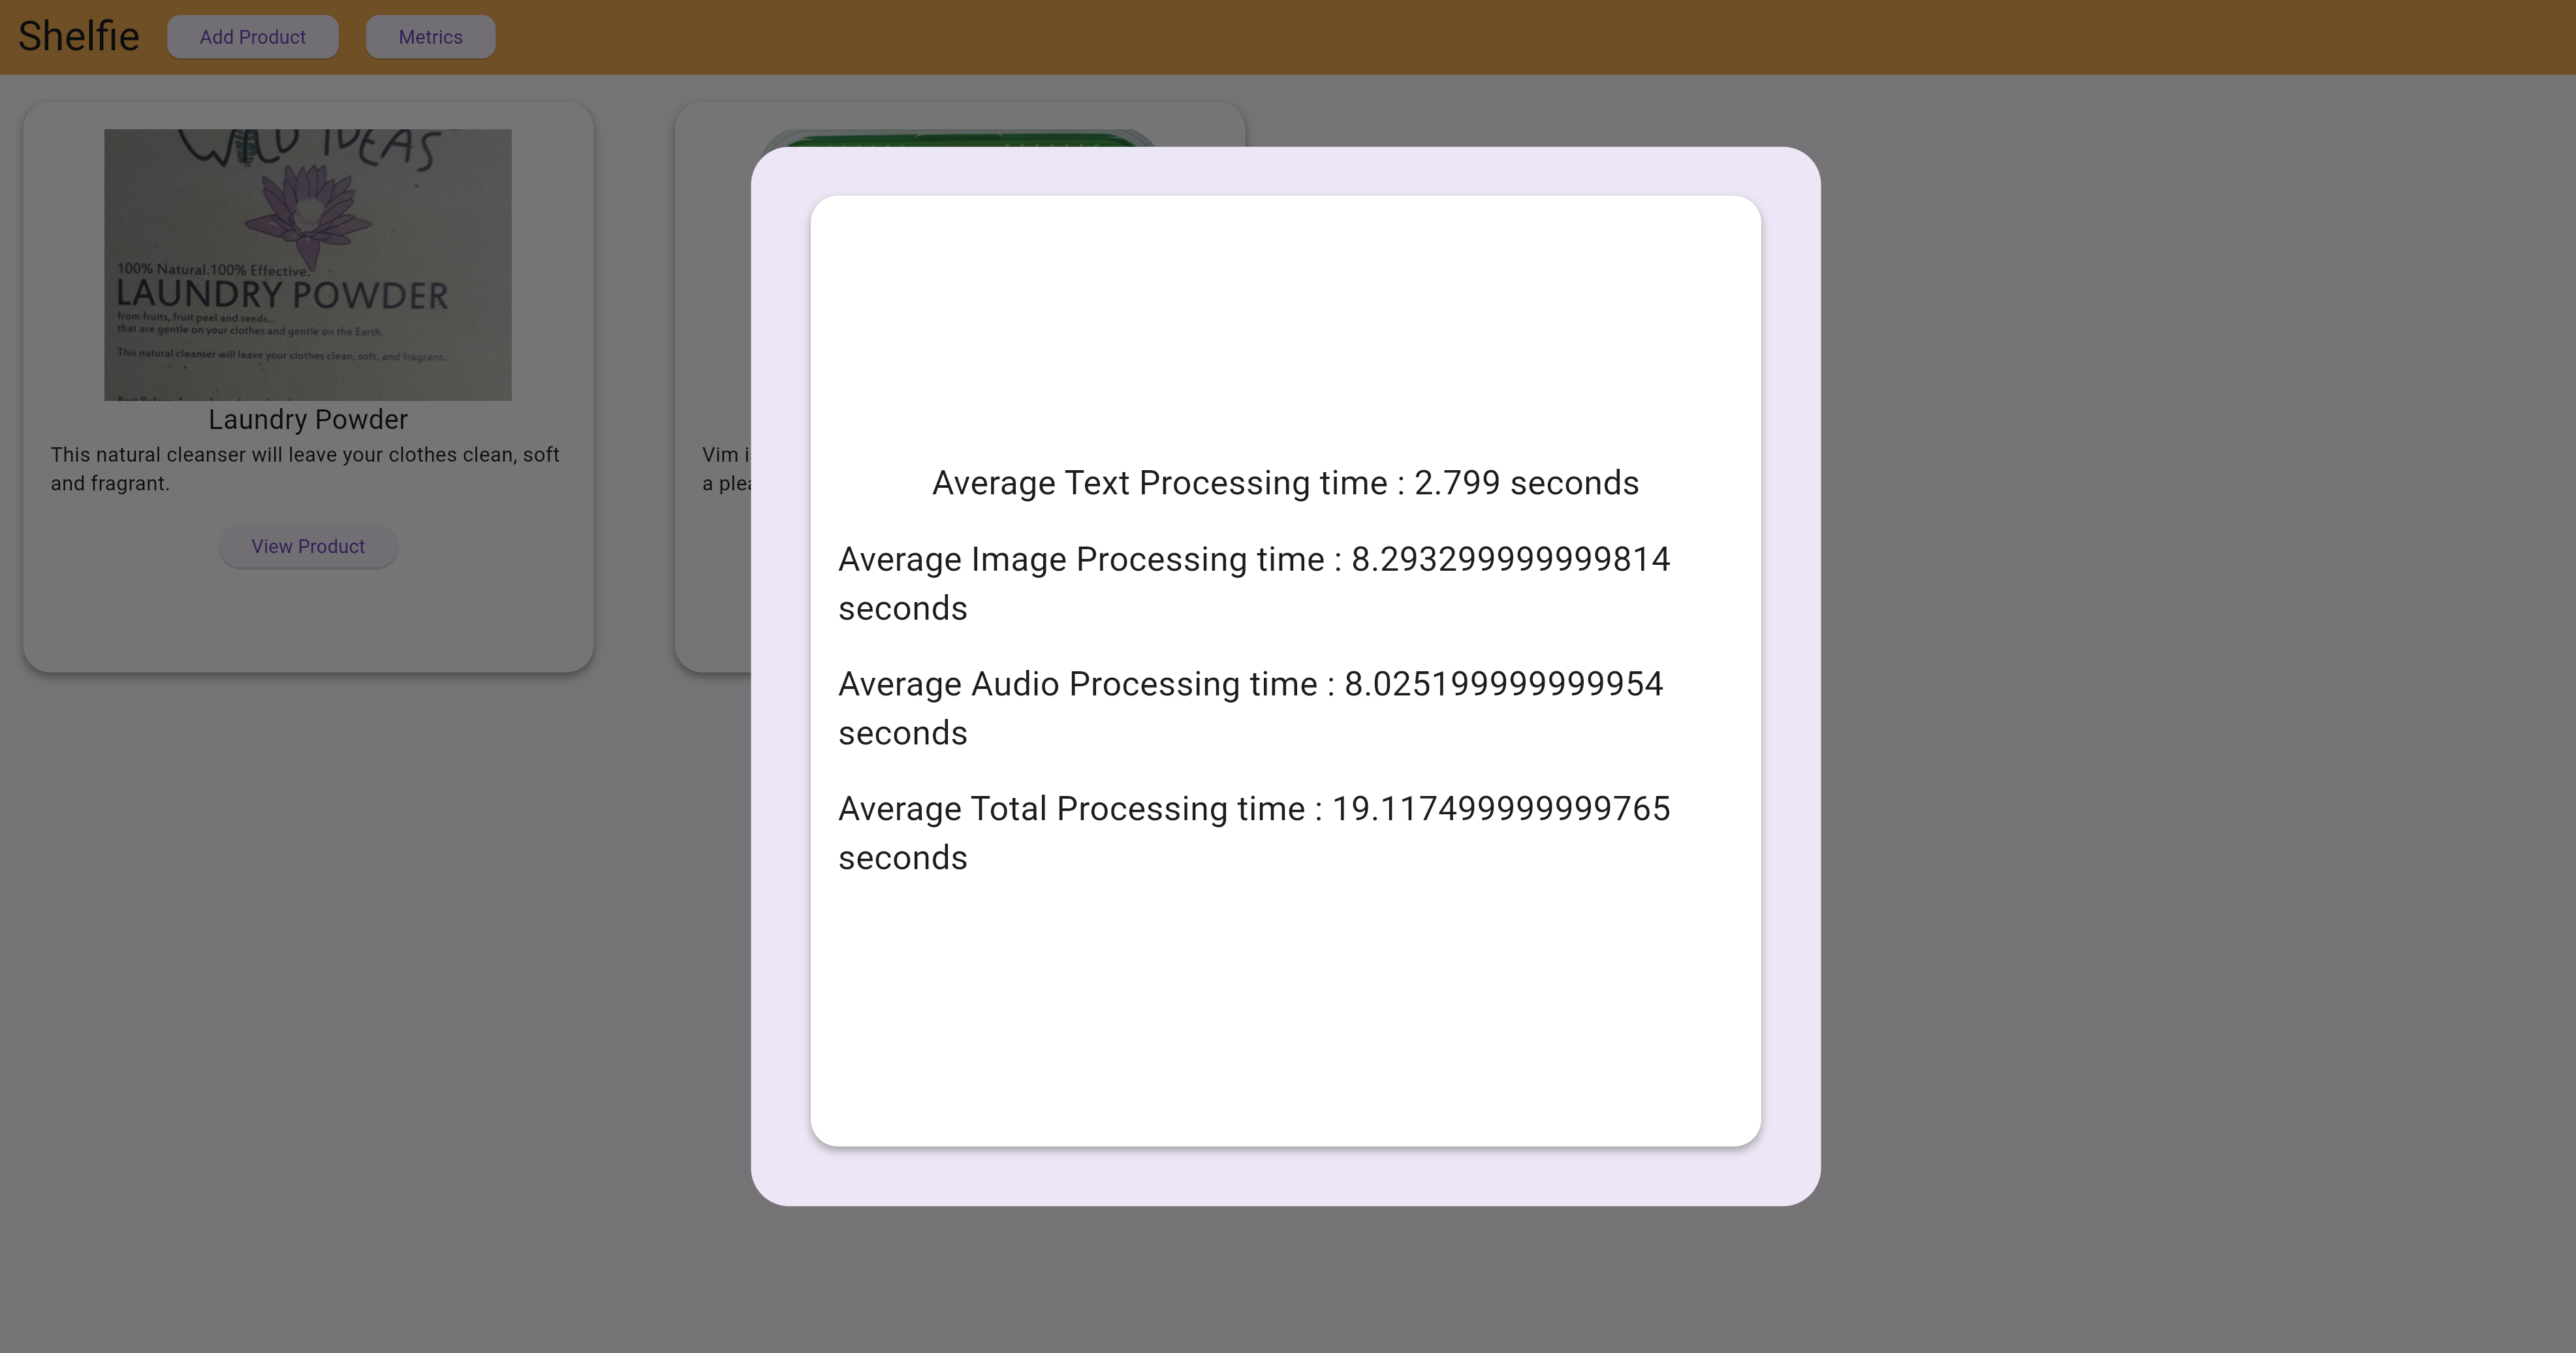 Shelfie
Add Product
Metrics
WILD IDEAS
100% Natural.100% Effective.
LAUNDRY POWDER
from fruits, fruit peel and seeds...
that are gentle on your clothes and gentle on the Earth.
This natural cleanser will leave your clothes clean, soft, and fragrant.
Laundry Powder
This natural cleanser will leave your clothes clean, soft
and fragrant.
View Product
Vim i
a plea
Average Text Processing time : 2.799 seconds
Average Image Processing time : 8.293299999999814
seconds
Average Audio Processing time : 8.025199999999954
seconds
Average Total Processing time : 19.117499999999765
seconds